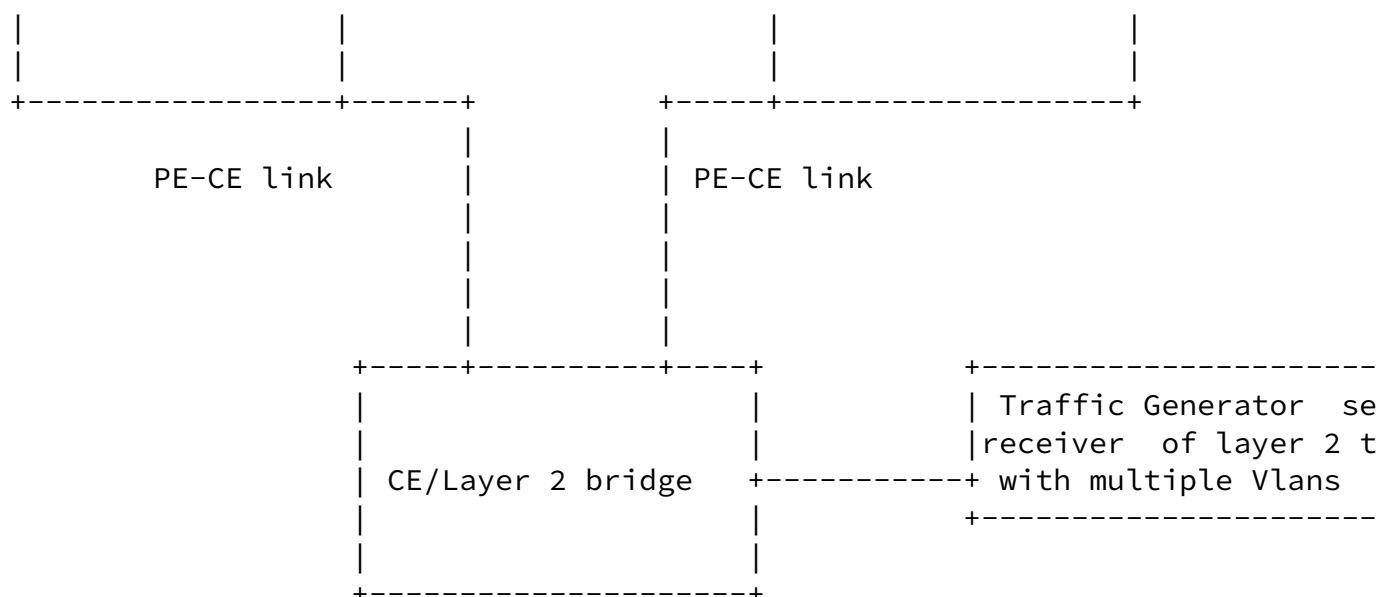 PE-CE link
PE-CE link
Traffic Generator se
receiver of layer 2 t
CE/Layer 2 bridge
with multiple Vlans